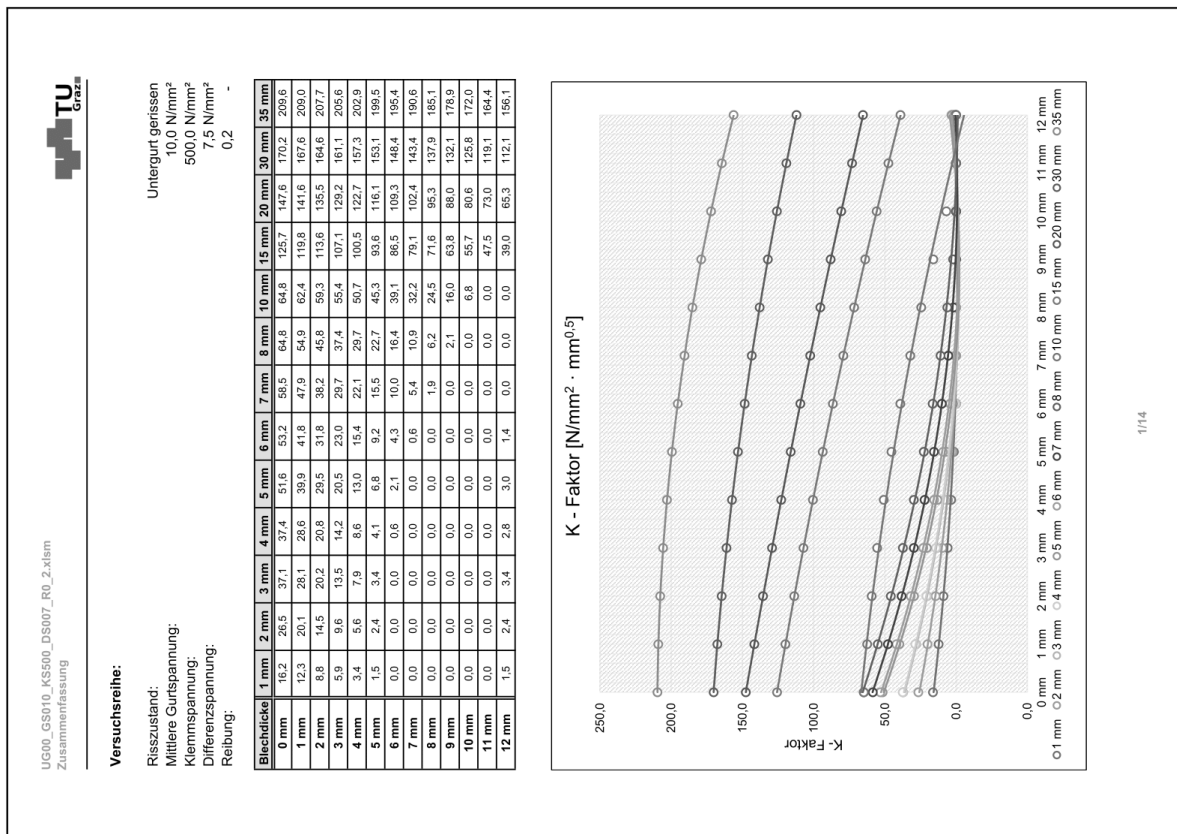 UG00_GS010_KS500_DS007_R0_2.xlsm
Zusammenfassung
TU
Graz
Versuchsreihe:
Risszustand: Untergurt gerissen
Mittlere Gurtspannung: 10,0 N/mm²
Klemmspannung: 500,0 N/mm²
Differenzspannung: 7,5 N/mm²
Reibung: 0,2 -
Blechdicke 1 mm 2 mm 3 mm 4 mm 5 mm 6 mm 7 mm 8 mm 10 mm 15 mm 20 mm 30 mm 35 mm
0 mm 16,2 26,5 37,1 37,4 51,6 53,2 58,5 64,8 64,8 125,7 147,6 170,2 209,6
1 mm 12,3 20,1 28,1 28,6 39,9 41,8 47,9 54,9 62,4 119,8 141,6 167,6 209,0
2 mm 8,8 14,5 20,2 20,8 29,5 31,8 38,2 45,8 59,3 113,6 135,5 164,6 207,7
3 mm 5,9 9,6 13,5 14,2 20,5 23,0 29,7 37,4 55,4 107,1 129,2 161,1 205,6
4 mm 3,4 5,6 7,9 8,6 13,0 15,4 22,1 29,7 50,7 100,5 122,7 157,3 202,9
5 mm 1,5 2,4 3,4 4,1 6,8 9,2 15,5 22,7 45,3 93,6 116,1 153,1 199,5
6 mm 0,0 0,0 0,0 0,6 2,1 4,3 10,0 16,4 39,1 86,5 109,3 148,4 195,4
7 mm 0,0 0,0 0,0 0,0 0,0 0,6 5,4 10,9 32,2 79,1 102,4 143,4 190,6
8 mm 0,0 0,0 0,0 0,0 0,0 0,0 1,9 6,2 24,5 71,6 95,3 137,9 185,1
9 mm 0,0 0,0 0,0 0,0 0,0 0,0 0,0 2,1 16,0 63,8 88,0 132,1 178,9
10 mm 0,0 0,0 0,0 0,0 0,0 0,0 0,0 0,0 6,8 55,7 80,6 125,8 172,0
11 mm 0,0 0,0 0,0 0,0 0,0 0,0 0,0 0,0 0,0 47,5 73,0 119,1 164,4
12 mm 1,5 2,4 3,4 2,8 3,0 1,4 0,0 0,0 0,0 39,0 65,3 112,1 156,1
K - Faktor [N/mm² · mm^0,5]
K - Faktor
250,0
200,0
150,0
100,0
50,0
0,0
0,0
0 mm 1 mm 2 mm 3 mm 4 mm 5 mm 6 mm 7 mm 8 mm 9 mm 10 mm 11 mm 12 mm
1 mm 2 mm 3 mm 4 mm 5 mm 6 mm 7 mm 8 mm 10 mm 15 mm 20 mm 30 mm 35 mm
1/14